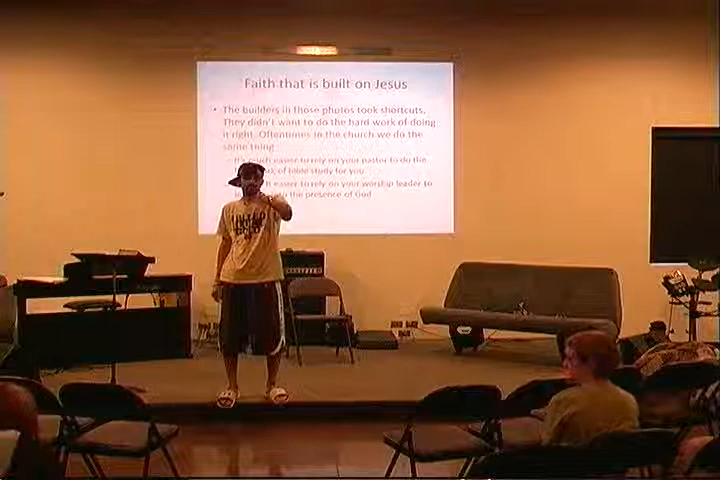 Faith that is built on Jesus
• The builders in those photos took shortcuts.
They didn't want to do the hard work of doing
it right. Oftentimes in the church we do the
same thing
– It's much easier to rely on your pastor to do the
of bible study for you
easier to rely on your worship leader to
the presence of God